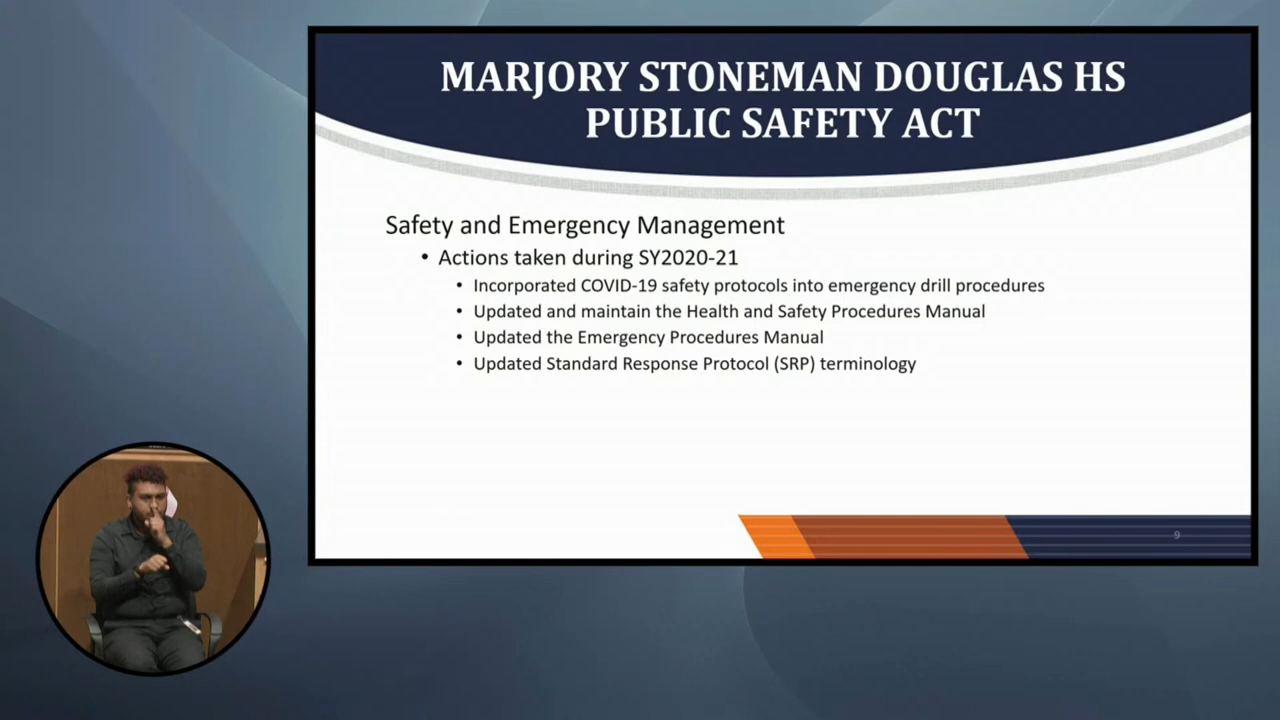 MARJORY STONEMAN DOUGLAS HS
PUBLIC SAFETY ACT
Safety and Emergency Management
• Actions taken during SY2020-21
• Incorporated COVID-19 safety protocols into emergency drill procedures
• Updated and maintain the Health and Safety Procedures Manual
• Updated the Emergency Procedures Manual
• Updated Standard Response Protocol (SRP) terminology
9